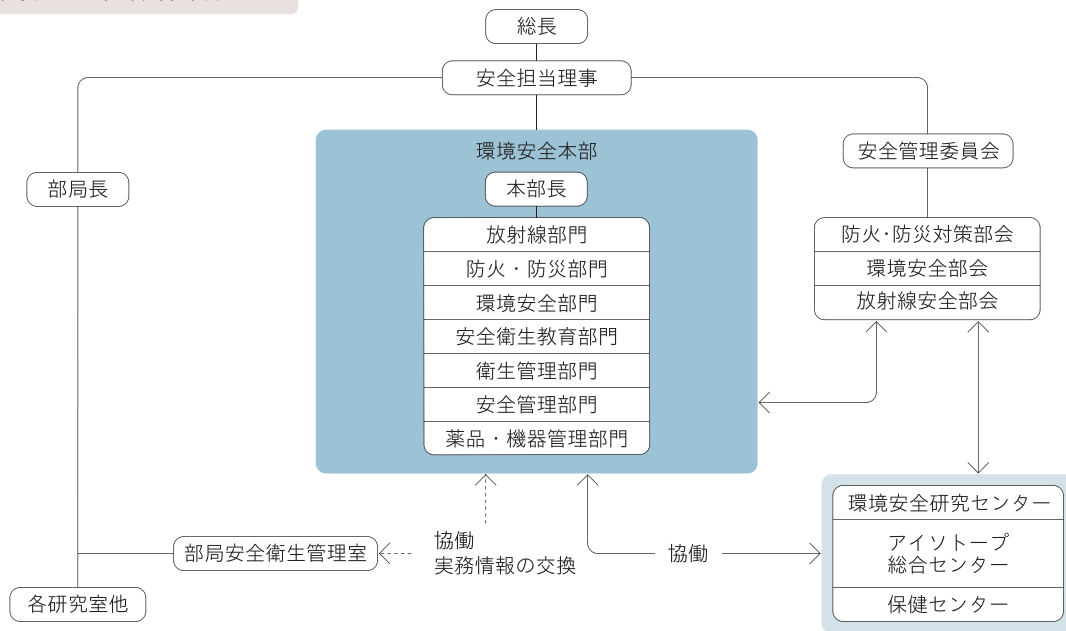 総長
安全担当理事
環境安全本部
安全管理委員会
本部長
部局長
放射線部門
防火・防災部門
環境安全部門
安全衛生教育部門
衛生管理部門
安全管理部門
薬品・機器管理部門
防火・防災対策部会
環境安全部会
放射線安全部会
環境安全研究センター
アイソトープ
総合センター
保健センター
協働
実務情報の交換
協働
部局安全衛生管理室
各研究室他